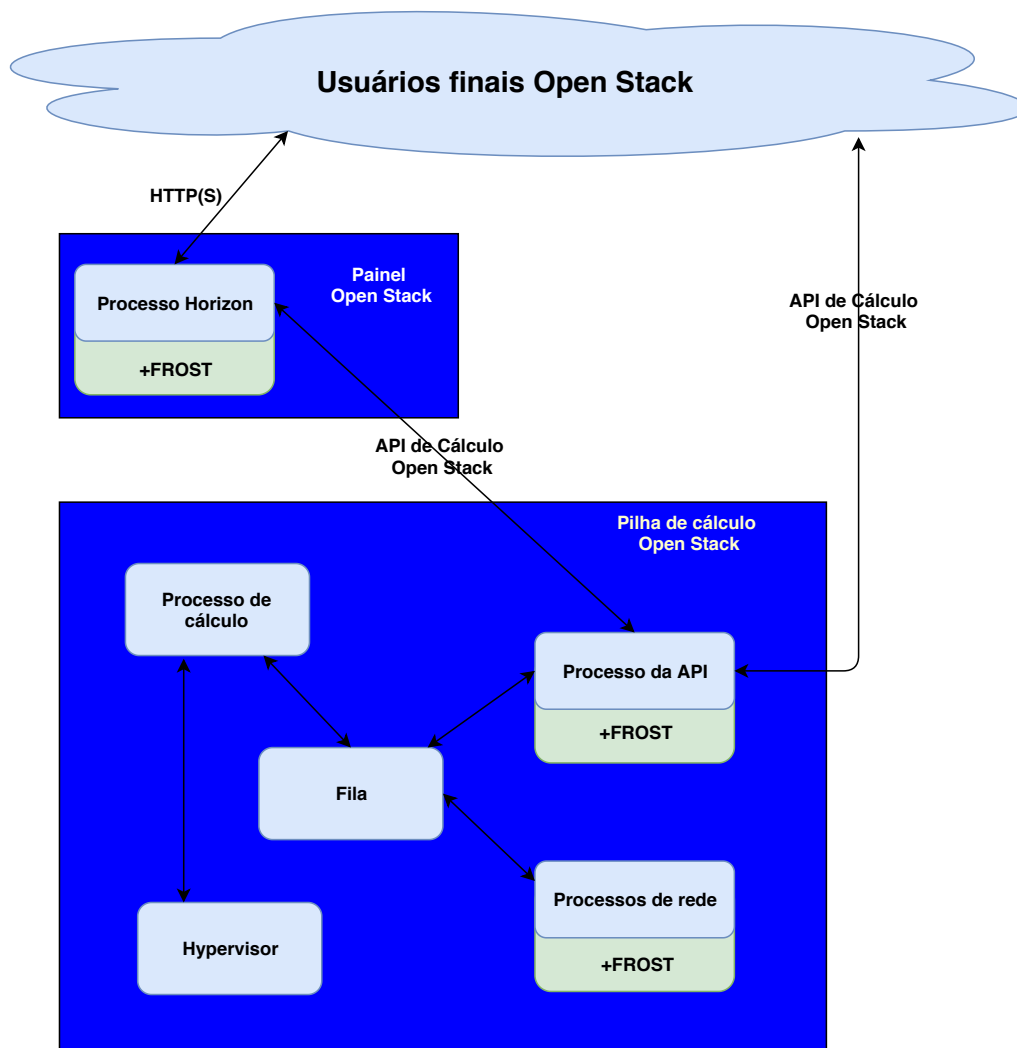 Usuários finais Open Stack
HTTP(S)
Painel
Open Stack
Processo Horizon
+FROST
API de Cálculo
Open Stack
API de Cálculo
Open Stack
Pilha de cálculo
Open Stack
Processo de
cálculo
Processo da API
+FROST
Fila
Processos de rede
+FROST
Hypervisor